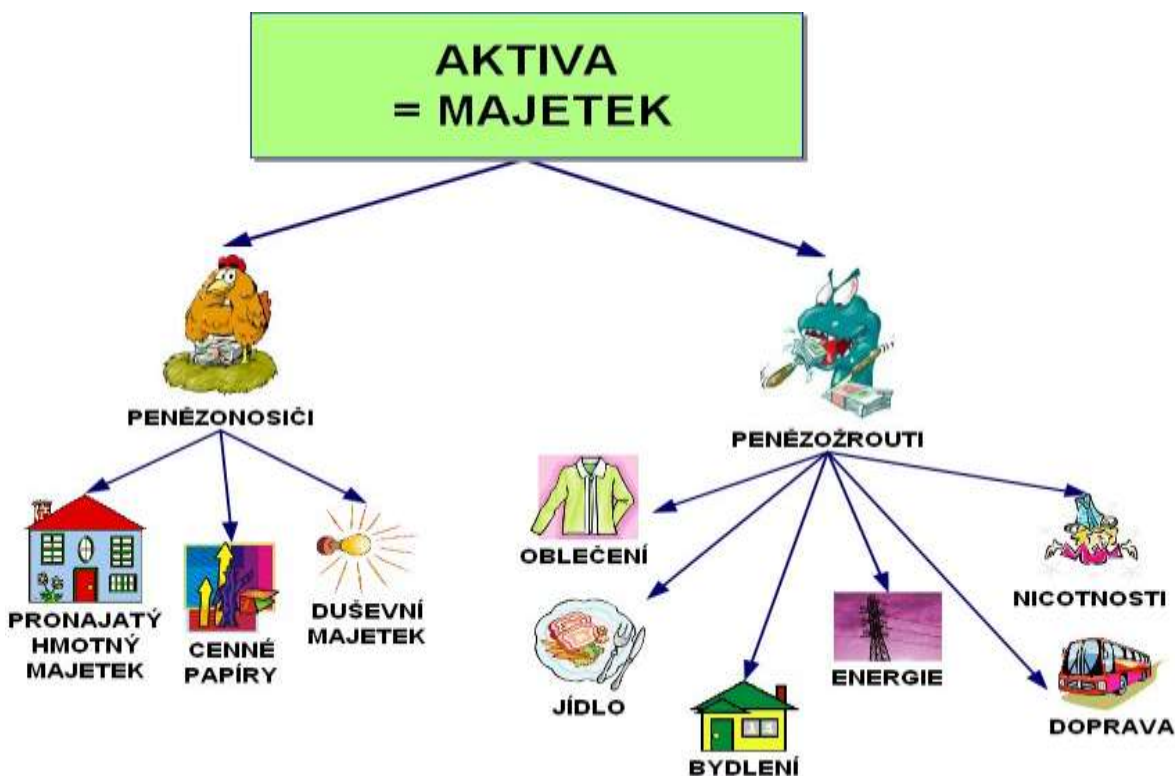 AKTIVA
= MAJETEK
PENĚZONOSIČI
PENĚZOŽROUTI
PRONAJATÝ
HMOTNÝ
MAJETEK
CENNÉ
PAPÍRY
DUŠEVNÍ
MAJETEK
OBLEČENÍ
JÍDLO
BYDLENÍ
ENERGIE
NICOTNOSTI
DOPRAVA